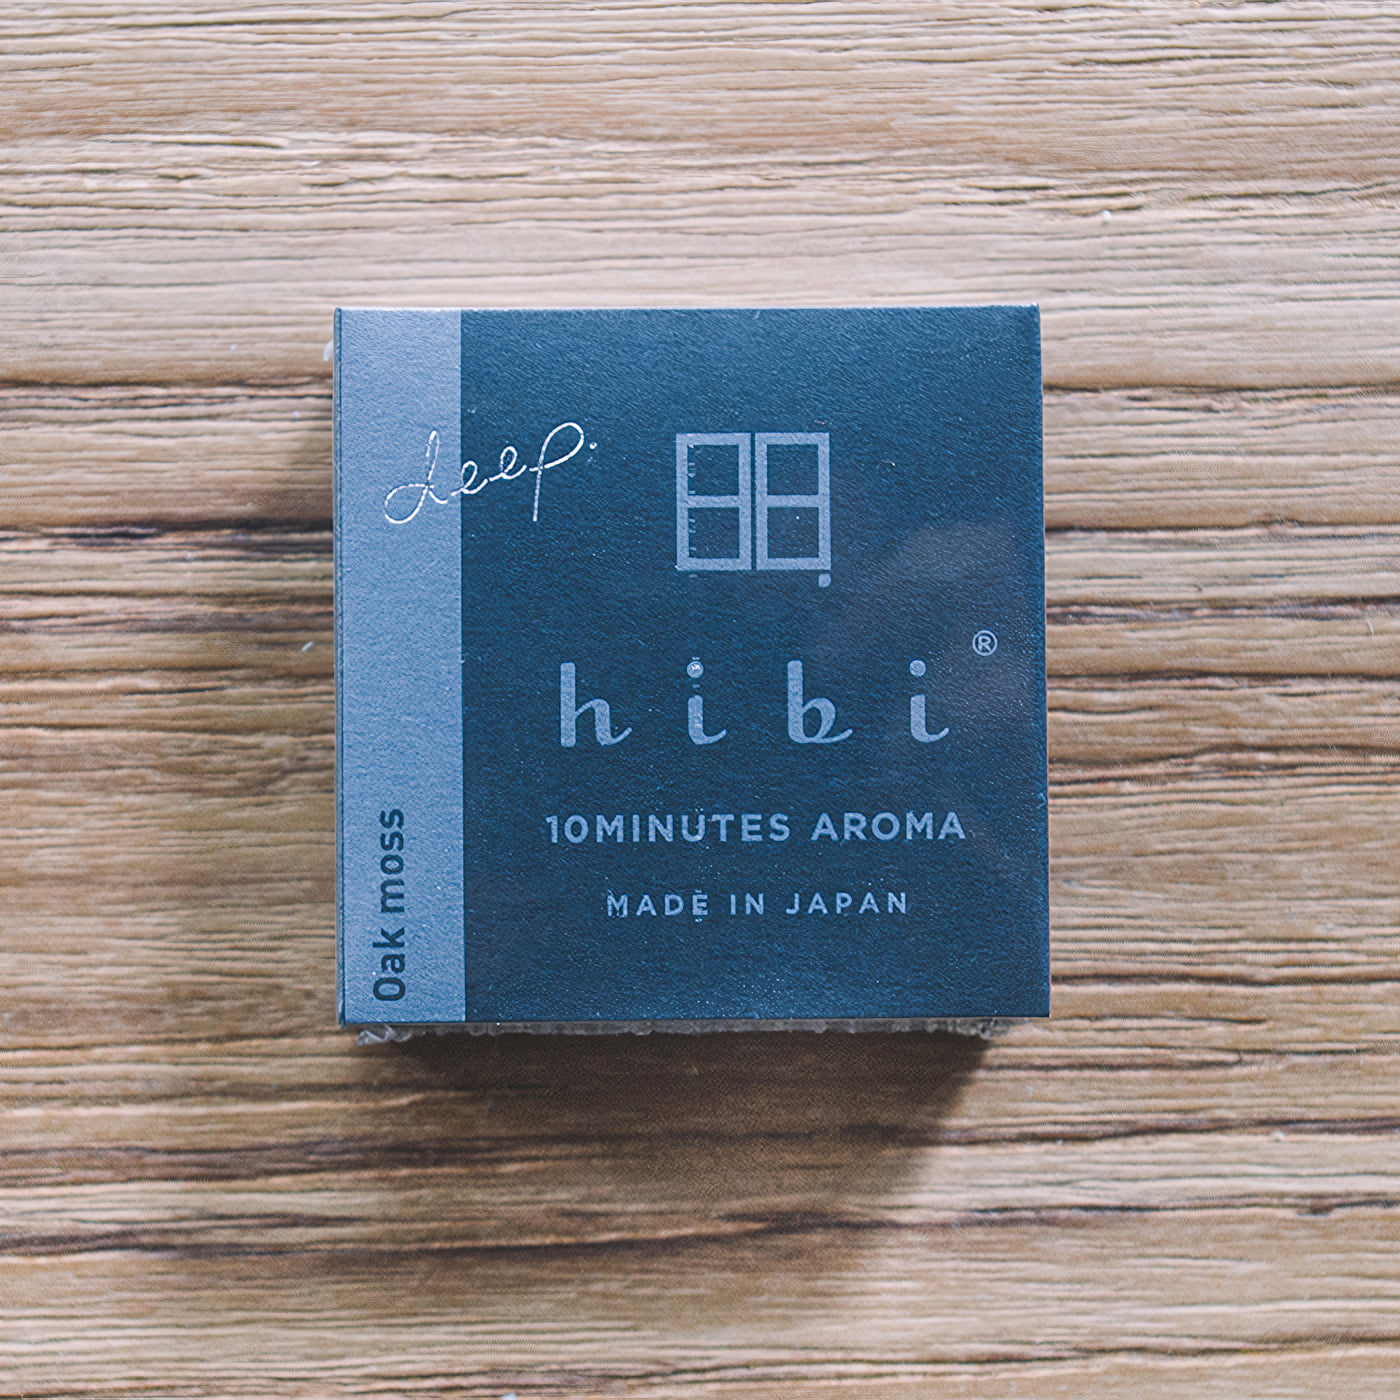 deep.
hibi®
10MINUTES AROMA
MADE IN JAPAN
Oak moss